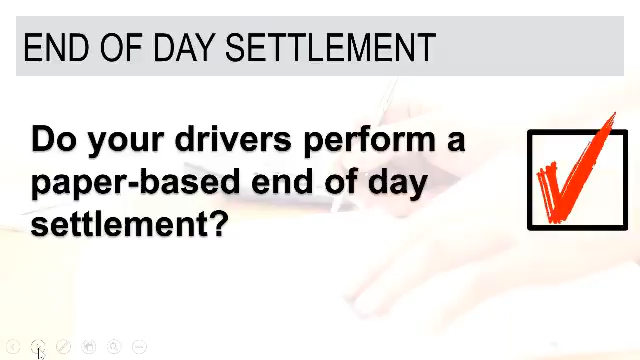 END OF DAY SETTLEMENT
Do your drivers perform a
paper-based end of day
settlement?